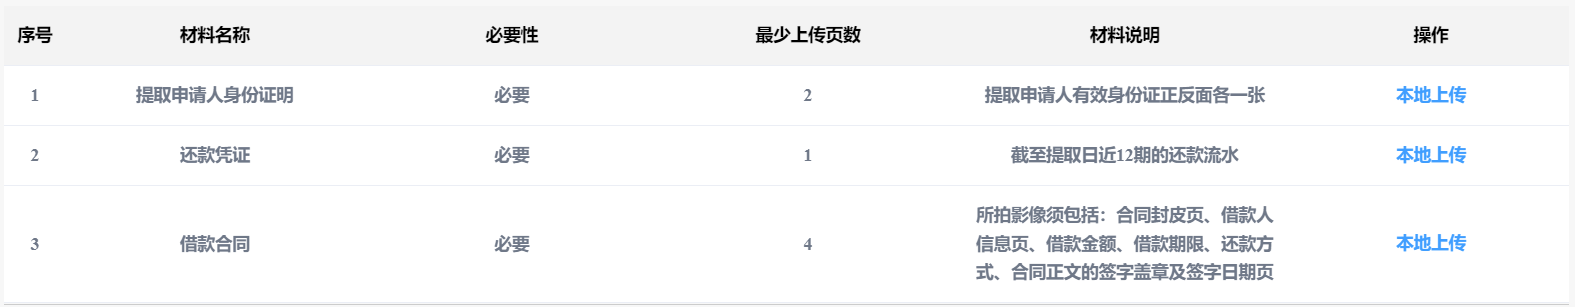 序号 材料名称 必要性 最少上传页数 材料说明 操作
1 提取申请人身份证明 必要 2 提取申请人有效身份证正反面各一张 本地上传
2 还款凭证 必要 1 截至提取日近12期的还款流水 本地上传
所拍影像须包括：合同封皮页、借款人
3 借款合同 必要 4 信息页、借款金额、借款期限、还款方 本地上传
式、合同正文的签字盖章及签字日期页